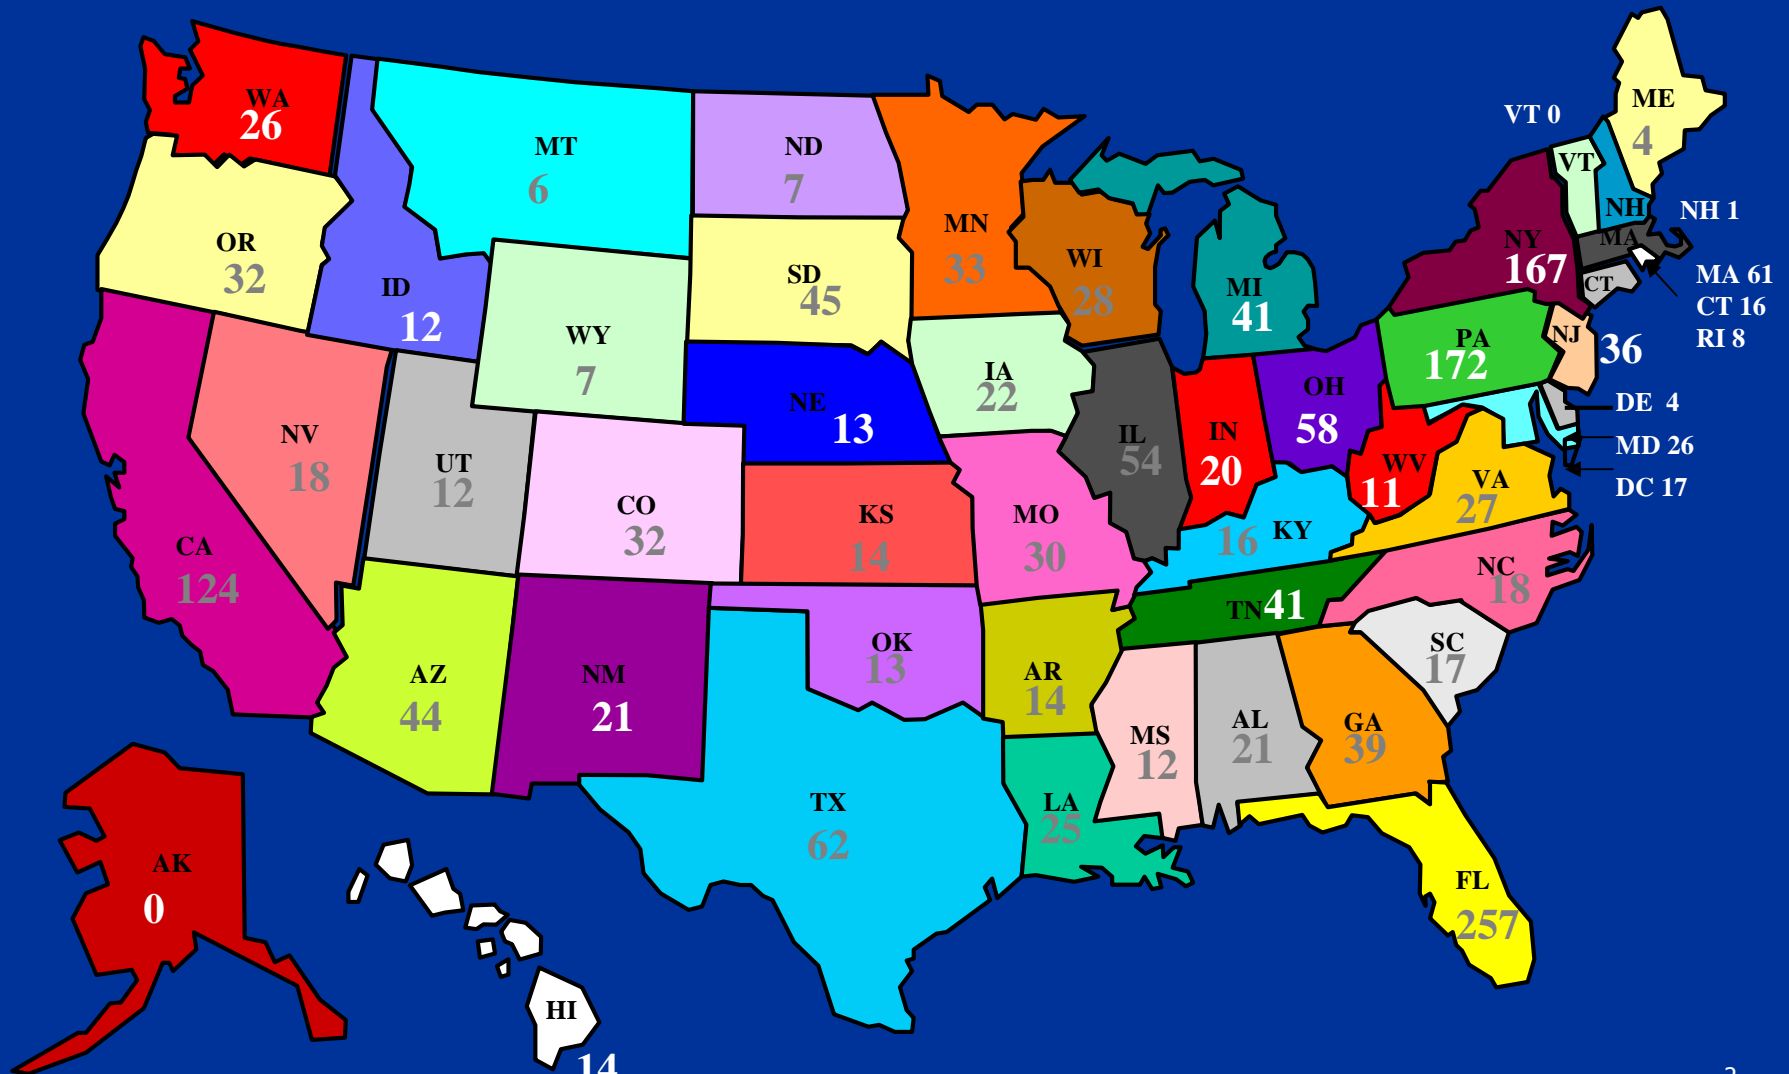 WA
26
OR
32
ID
12
MT
6
ND
7
SD
45
WY
7
NE
13
NV
18
UT
12
CO
32
KS
14
CA
124
AZ
44
NM
21
OK
13
TX
62
MN
33
WI
28
IA
22
IL
54
MO
30
AR
14
LA
25
MS
12
AL
21
GA
39
FL
257
SC
17
NC
18
TN 41
16 KY
VA
27
WV
11
OH
58
IN
20
MI
41
PA
172
NY
167
NJ 36
VT 0
VT
NH
NH 1
ME
4
MA
CT
MA 61
CT 16
RI 8
DE 4
MD 26
DC 17
AK
0
HI
14